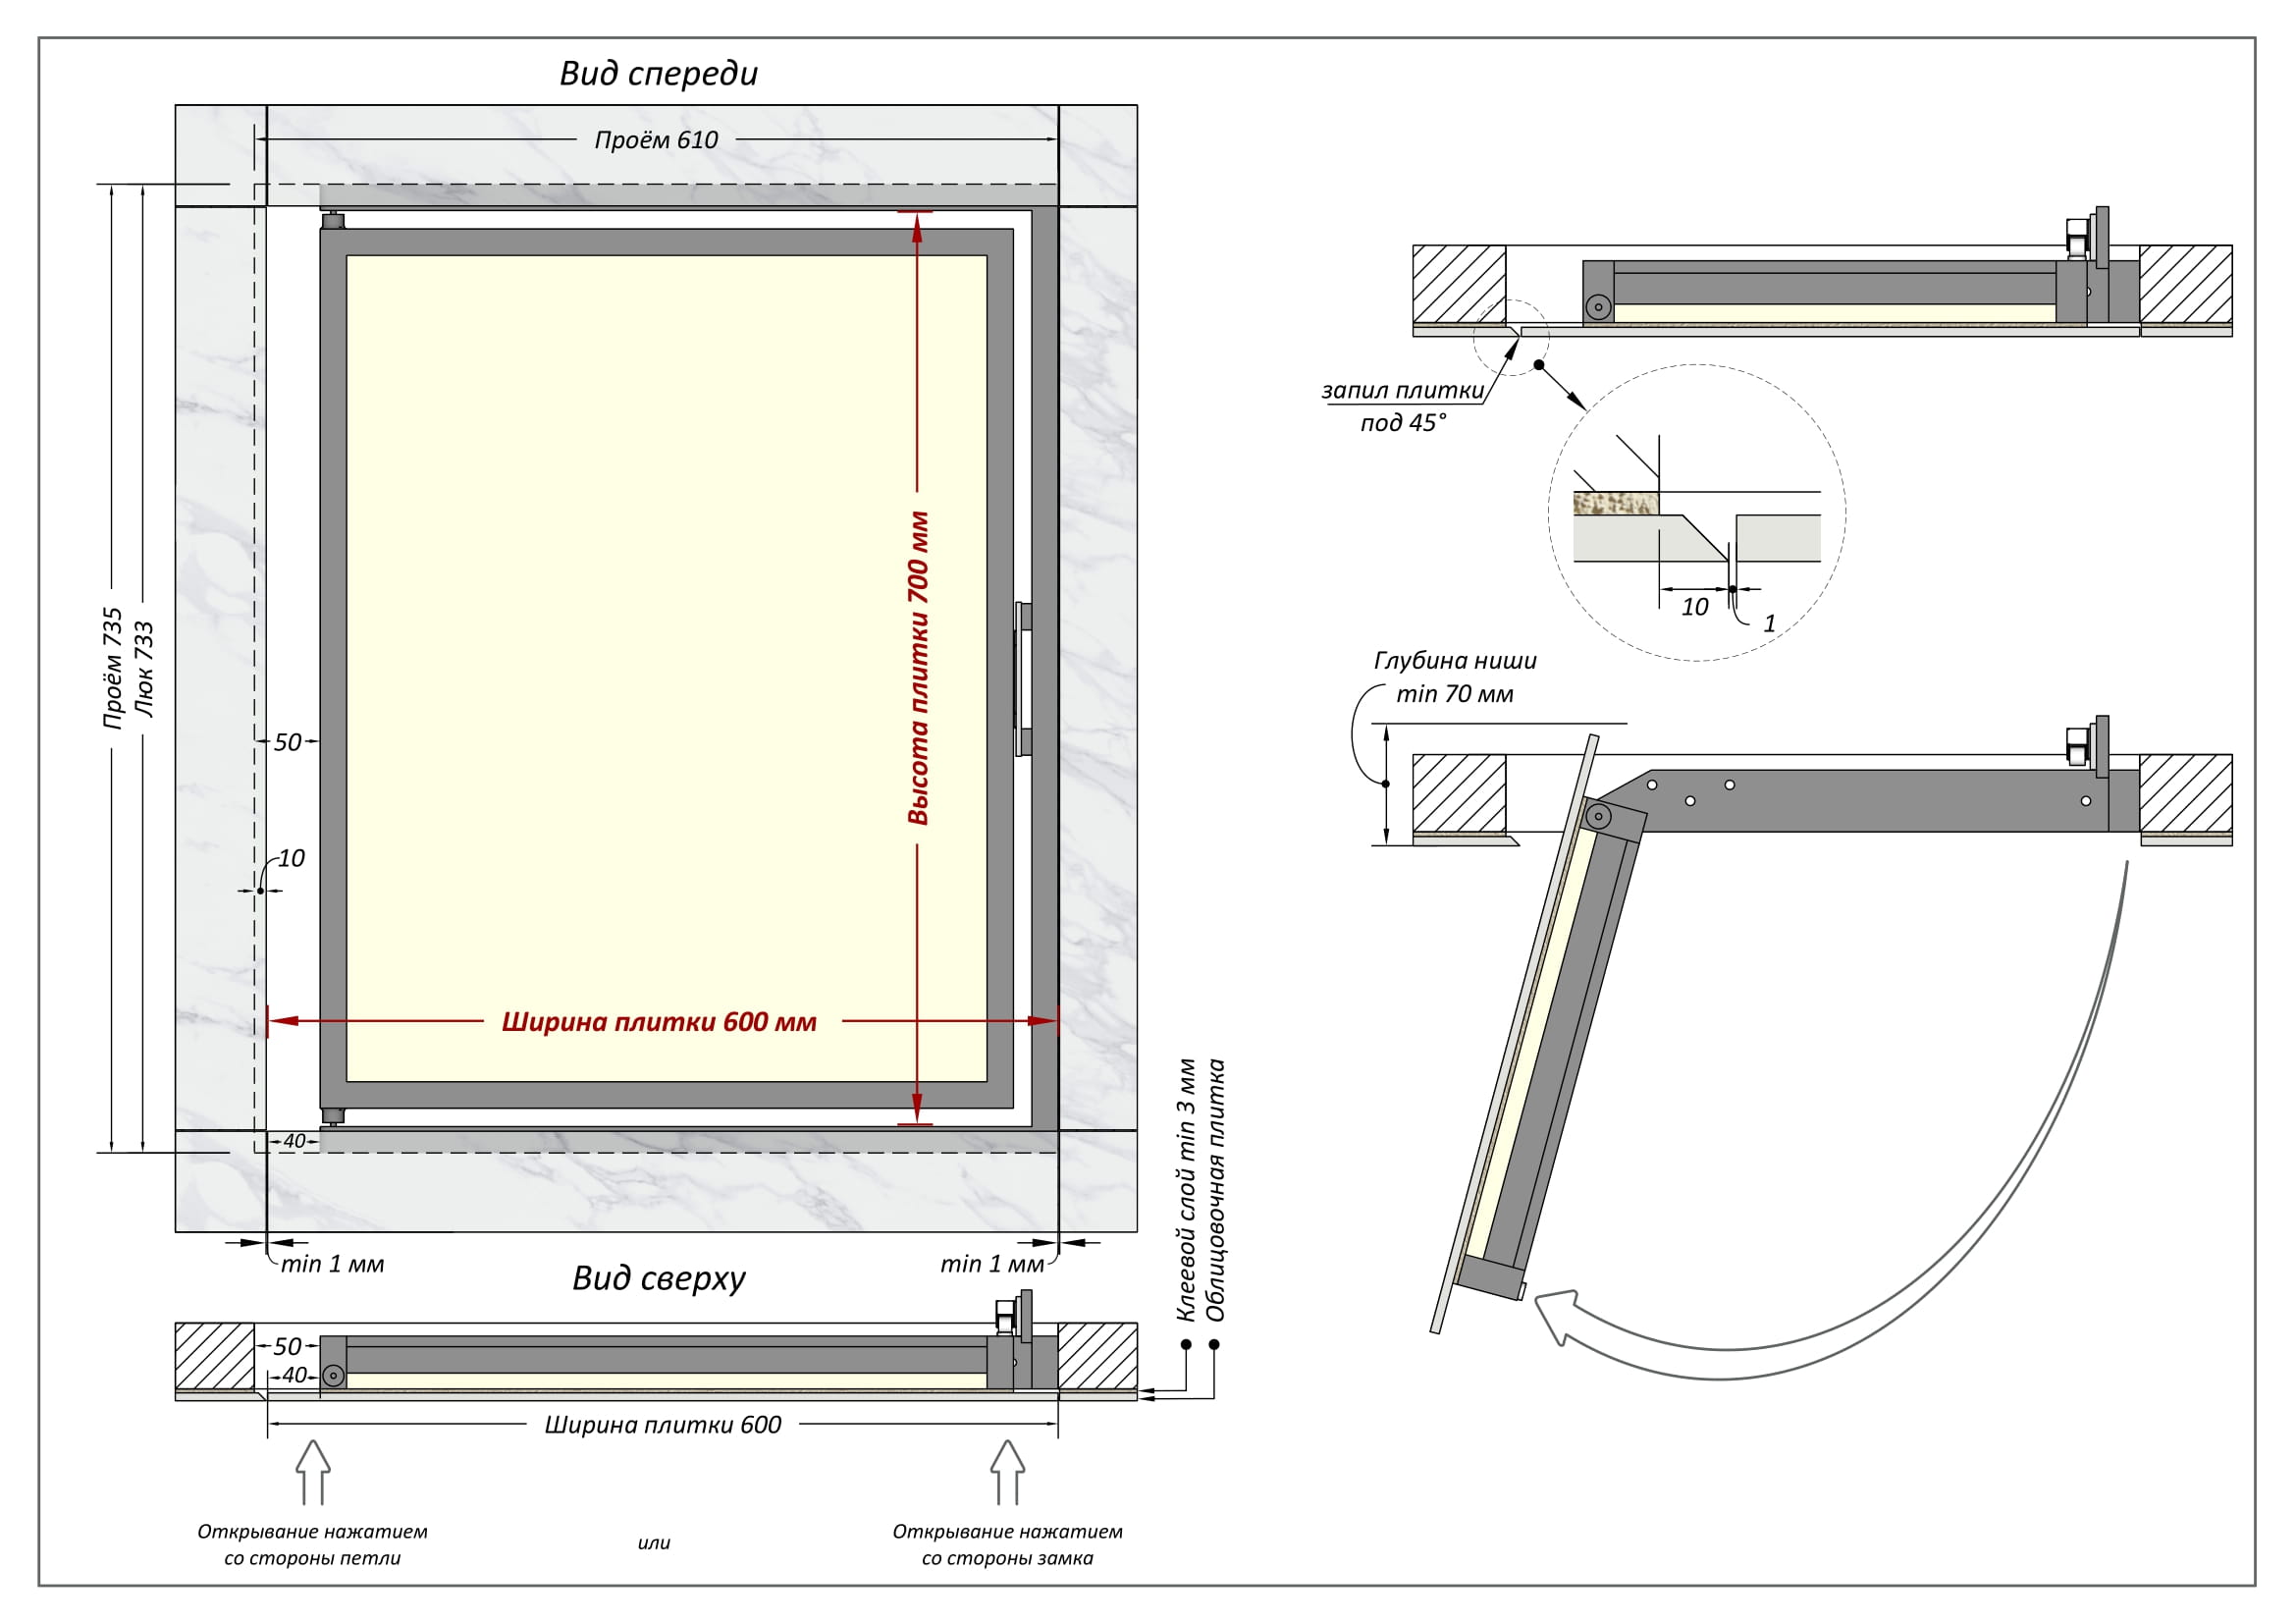 Вид спереди
Проём 610
Проём 735
Люк 733
Высота плитки 700 мм
50
10
Ширина плитки 600 мм
40
min 1 мм
min 1 мм
Вид сверху
Клеевой слой min 3 мм
Облицовочная плитка
50
40
Ширина плитки 600
Открывание нажатием
со стороны петли
или
Открывание нажатием
со стороны замка
запил плитки
под 45°
10
1
Глубина ниши
min 70 мм